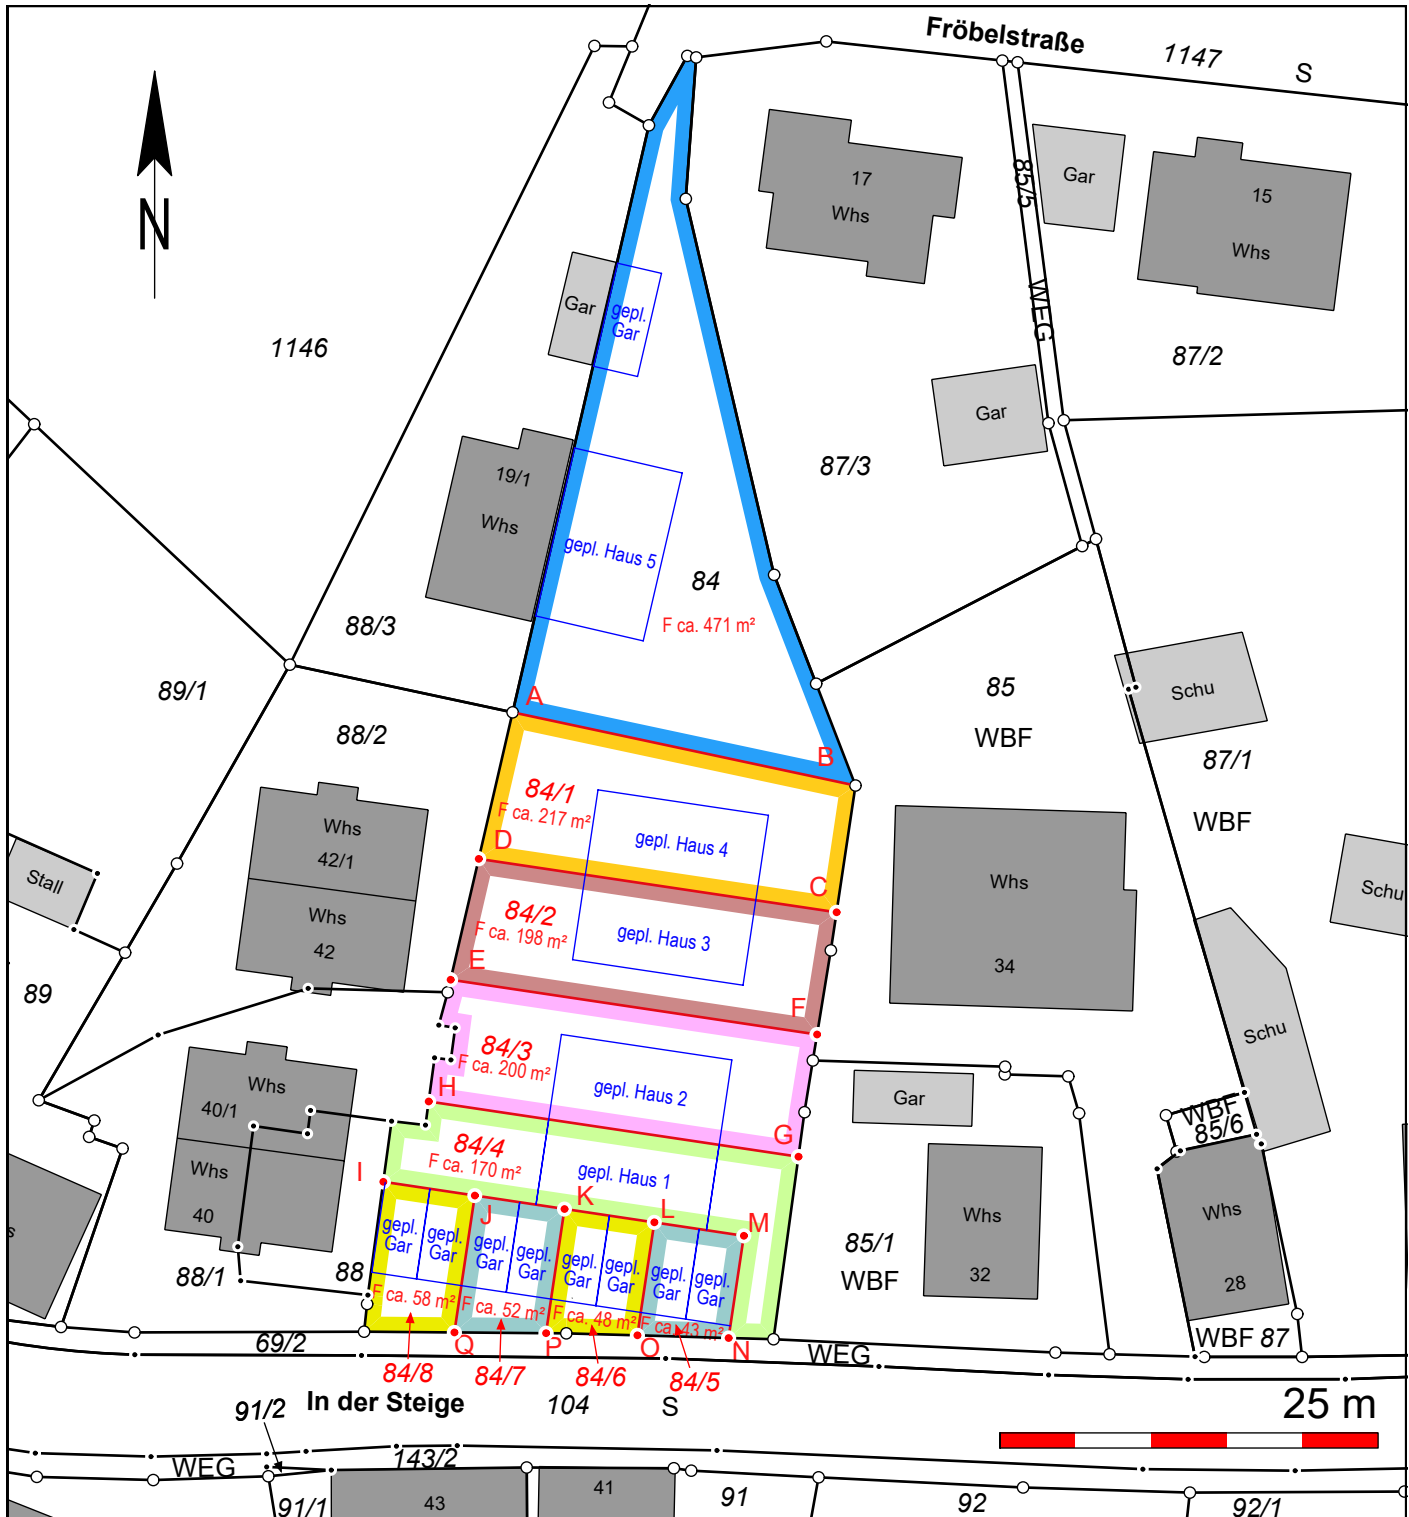 Fröbelstraße
1147
S
N
17
Whs
85/5
WEG
Gar
15
Whs
Gar
gepl.
Gar
1146
87/2
Gar
87/3
19/1
Whs
gepl. Haus 5
84
F ca. 471 m²
88/3
89/1
88/2
A
B
85
WBF
Schu
87/1
WBF
84/1
F ca. 217 m²
gepl. Haus 4
D
C
Whs
42/1
Whs
42
Stall
Schu
Whs
34
84/2
F ca. 198 m²
gepl. Haus 3
E
F
89
Schu
84/3
F ca. 200 m²
gepl. Haus 2
H
G
Whs
40/1
Whs
40
Gar
WBF
85/6
84/4
F ca. 170 m²
gepl. Haus 1
I
J
K
L
M
gepl.
Gar
gepl.
Gar
gepl.
Gar
gepl.
Gar
gepl.
Gar
gepl.
Gar
gepl.
Gar
gepl.
Gar
85/1
WBF
Whs
32
Whs
28
88/1
88
F ca. 58 m²
F ca. 52 m²
F ca. 48 m²
F ca. 43 m²
69/2
Q
P
O
N
WEG
WBF 87
84/8
84/7
84/6
84/5
In der Steige
104
S
25 m
91/2
WEG
143/2
91/1
43
41
91
92
92/1